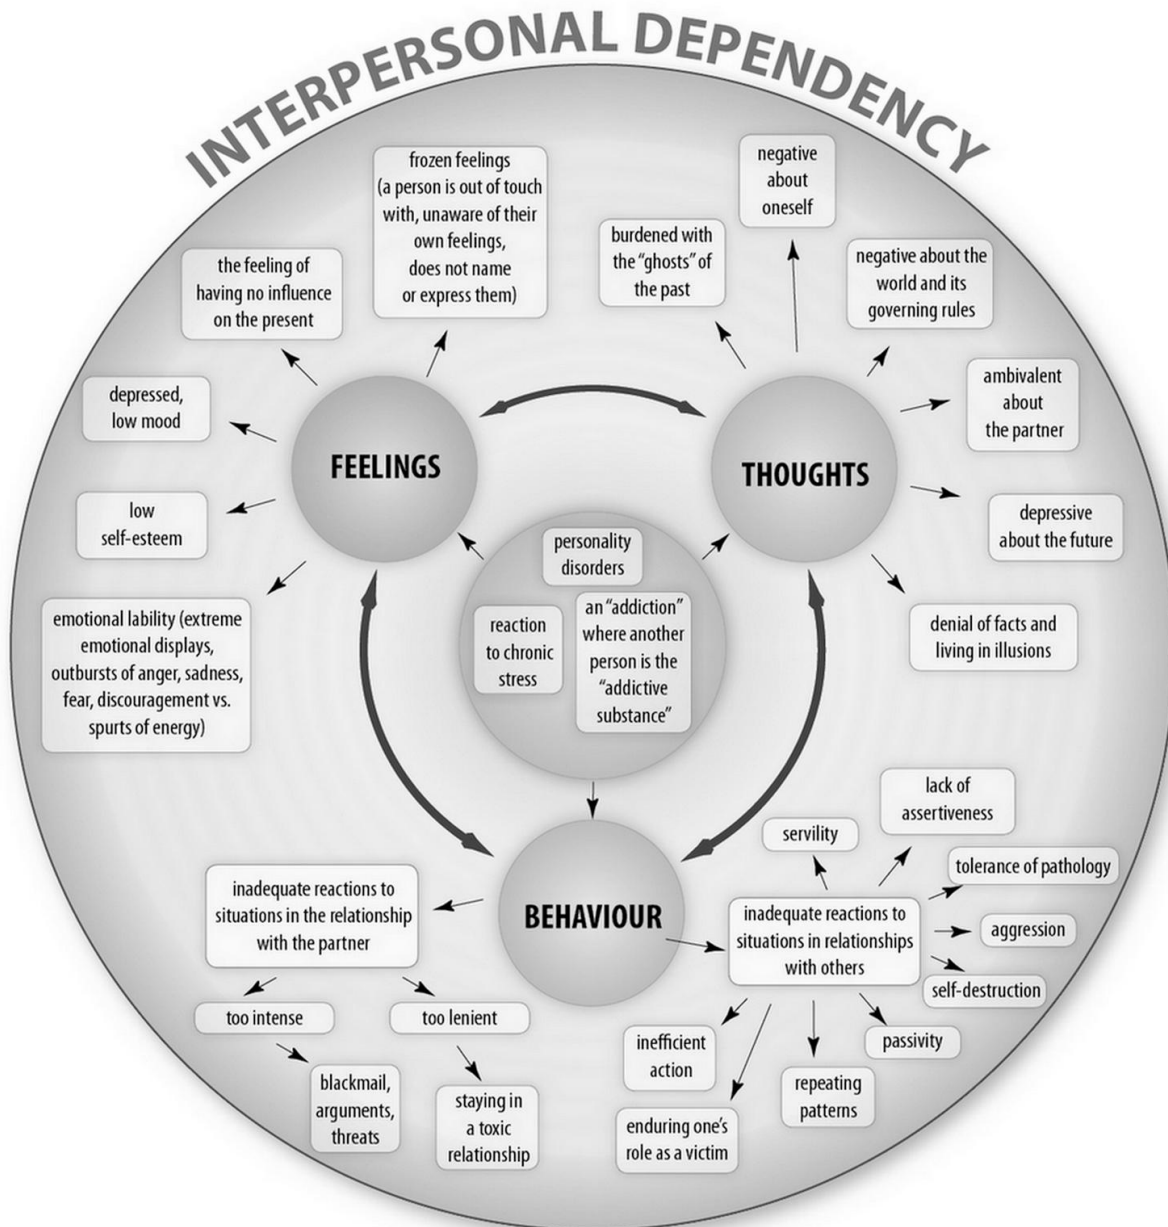 INTERPERSONAL DEPENDENCY
frozen feelings
(a person is out of touch
with, unaware of their
own feelings,
does not name
or express them)
the feeling of
having no influence
on the present
depressed,
low mood
low
self-esteem
emotional lability (extreme
emotional displays,
outbursts of anger, sadness,
fear, discouragement vs.
spurts of energy)
FEELINGS
negative
about
oneself
burdened with
the “ghosts” of
the past
negative about the
world and its
governing rules
ambivalent
about
the partner
depressive
about the future
denial of facts and
living in illusions
THOUGHTS
personality
disorders
reaction
to chronic
stress
an “addiction”
where another
person is the
“addictive
substance”
BEHAVIOUR
inadequate reactions to
situations in the relationship
with the partner
too intense
too lenient
blackmail,
arguments,
threats
staying in
a toxic
relationship
inadequate reactions to
situations in relationships
with others
servility
lack of
assertiveness
tolerance of pathology
aggression
self-destruction
passivity
repeating
patterns
enduring one’s
role as a victim
inefficient
action